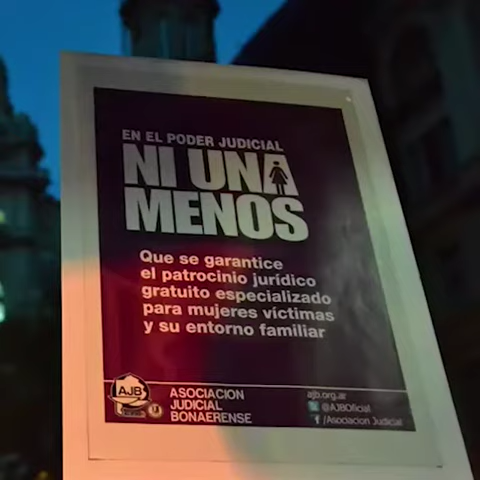 EN EL PODER JUDICIAL
NI UNA
MENOS
Que se garantice
el patrocinio jurídico
gratuito especializado
para mujeres víctimas
y su entorno familiar
AJB
ASOCIACION
JUDICIAL
BONAERENSE
ajb.org.ar
@AJBOficial
/Asociacion Judicial